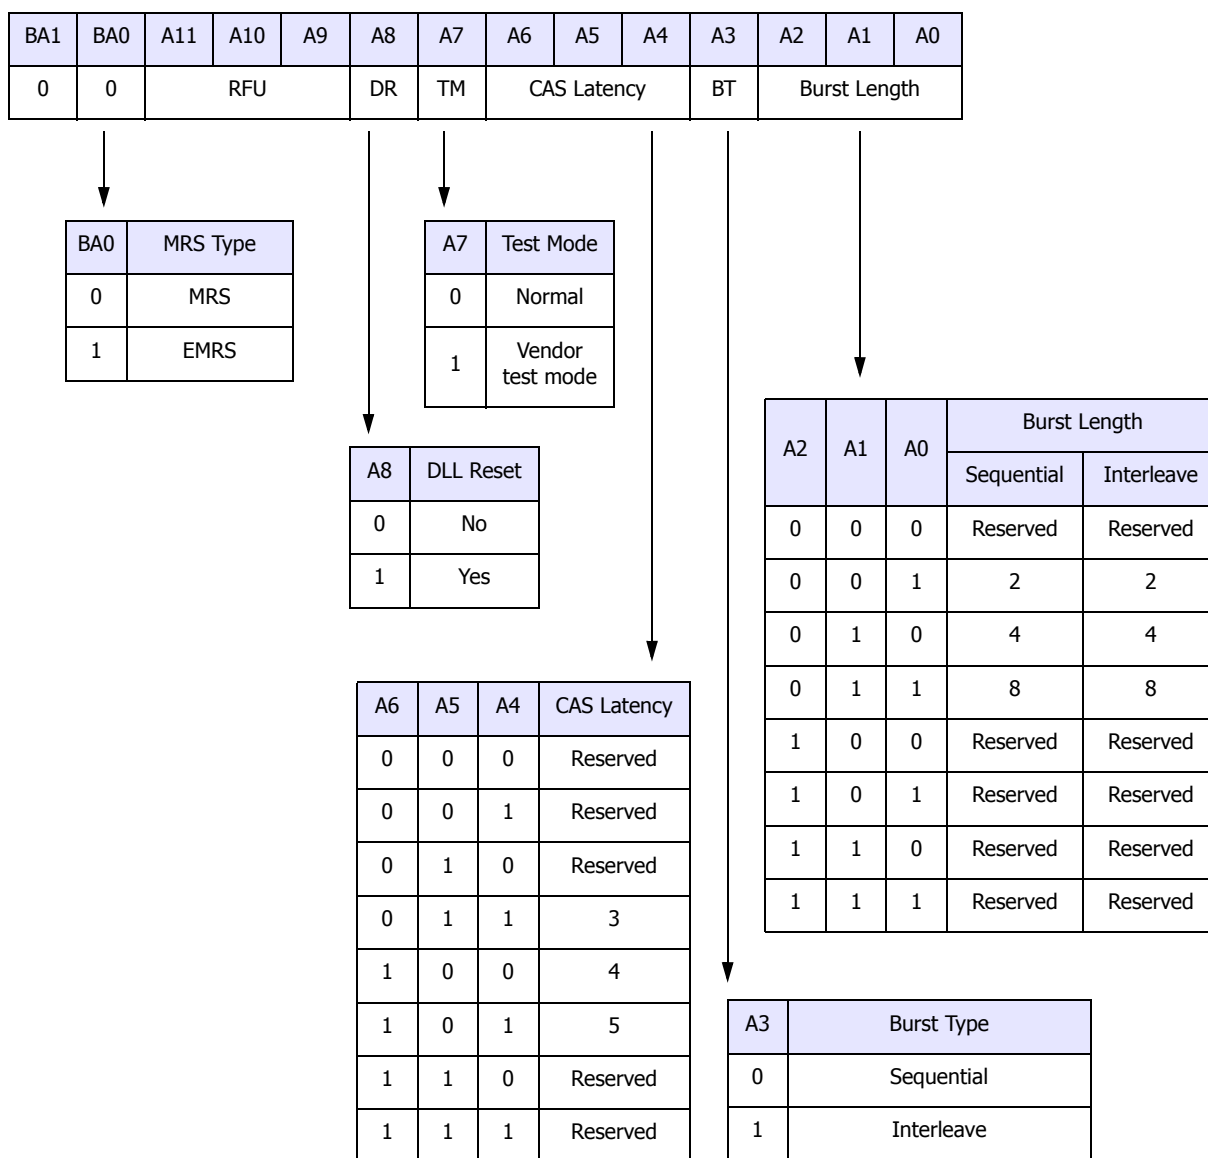 BA1 BA0 A11 A10 A9 A8 A7 A6 A5 A4 A3 A2 A1 A0
0 0 RFU DR TM CAS Latency BT Burst Length
BA0 MRS Type
0 MRS
1 EMRS
A7 Test Mode
0 Normal
1 Vendor
test mode
A8 DLL Reset
0 No
1 Yes
A6 A5 A4 CAS Latency
0 0 0 Reserved
0 0 1 Reserved
0 1 0 Reserved
0 1 1 3
1 0 0 4
1 0 1 5
1 1 0 Reserved
1 1 1 Reserved
A2 A1 A0 Burst Length
Sequential Interleave
0 0 0 Reserved Reserved
0 0 1 2 2
0 1 0 4 4
0 1 1 8 8
1 0 0 Reserved Reserved
1 0 1 Reserved Reserved
1 1 0 Reserved Reserved
1 1 1 Reserved Reserved
A3 Burst Type
0 Sequential
1 Interleave